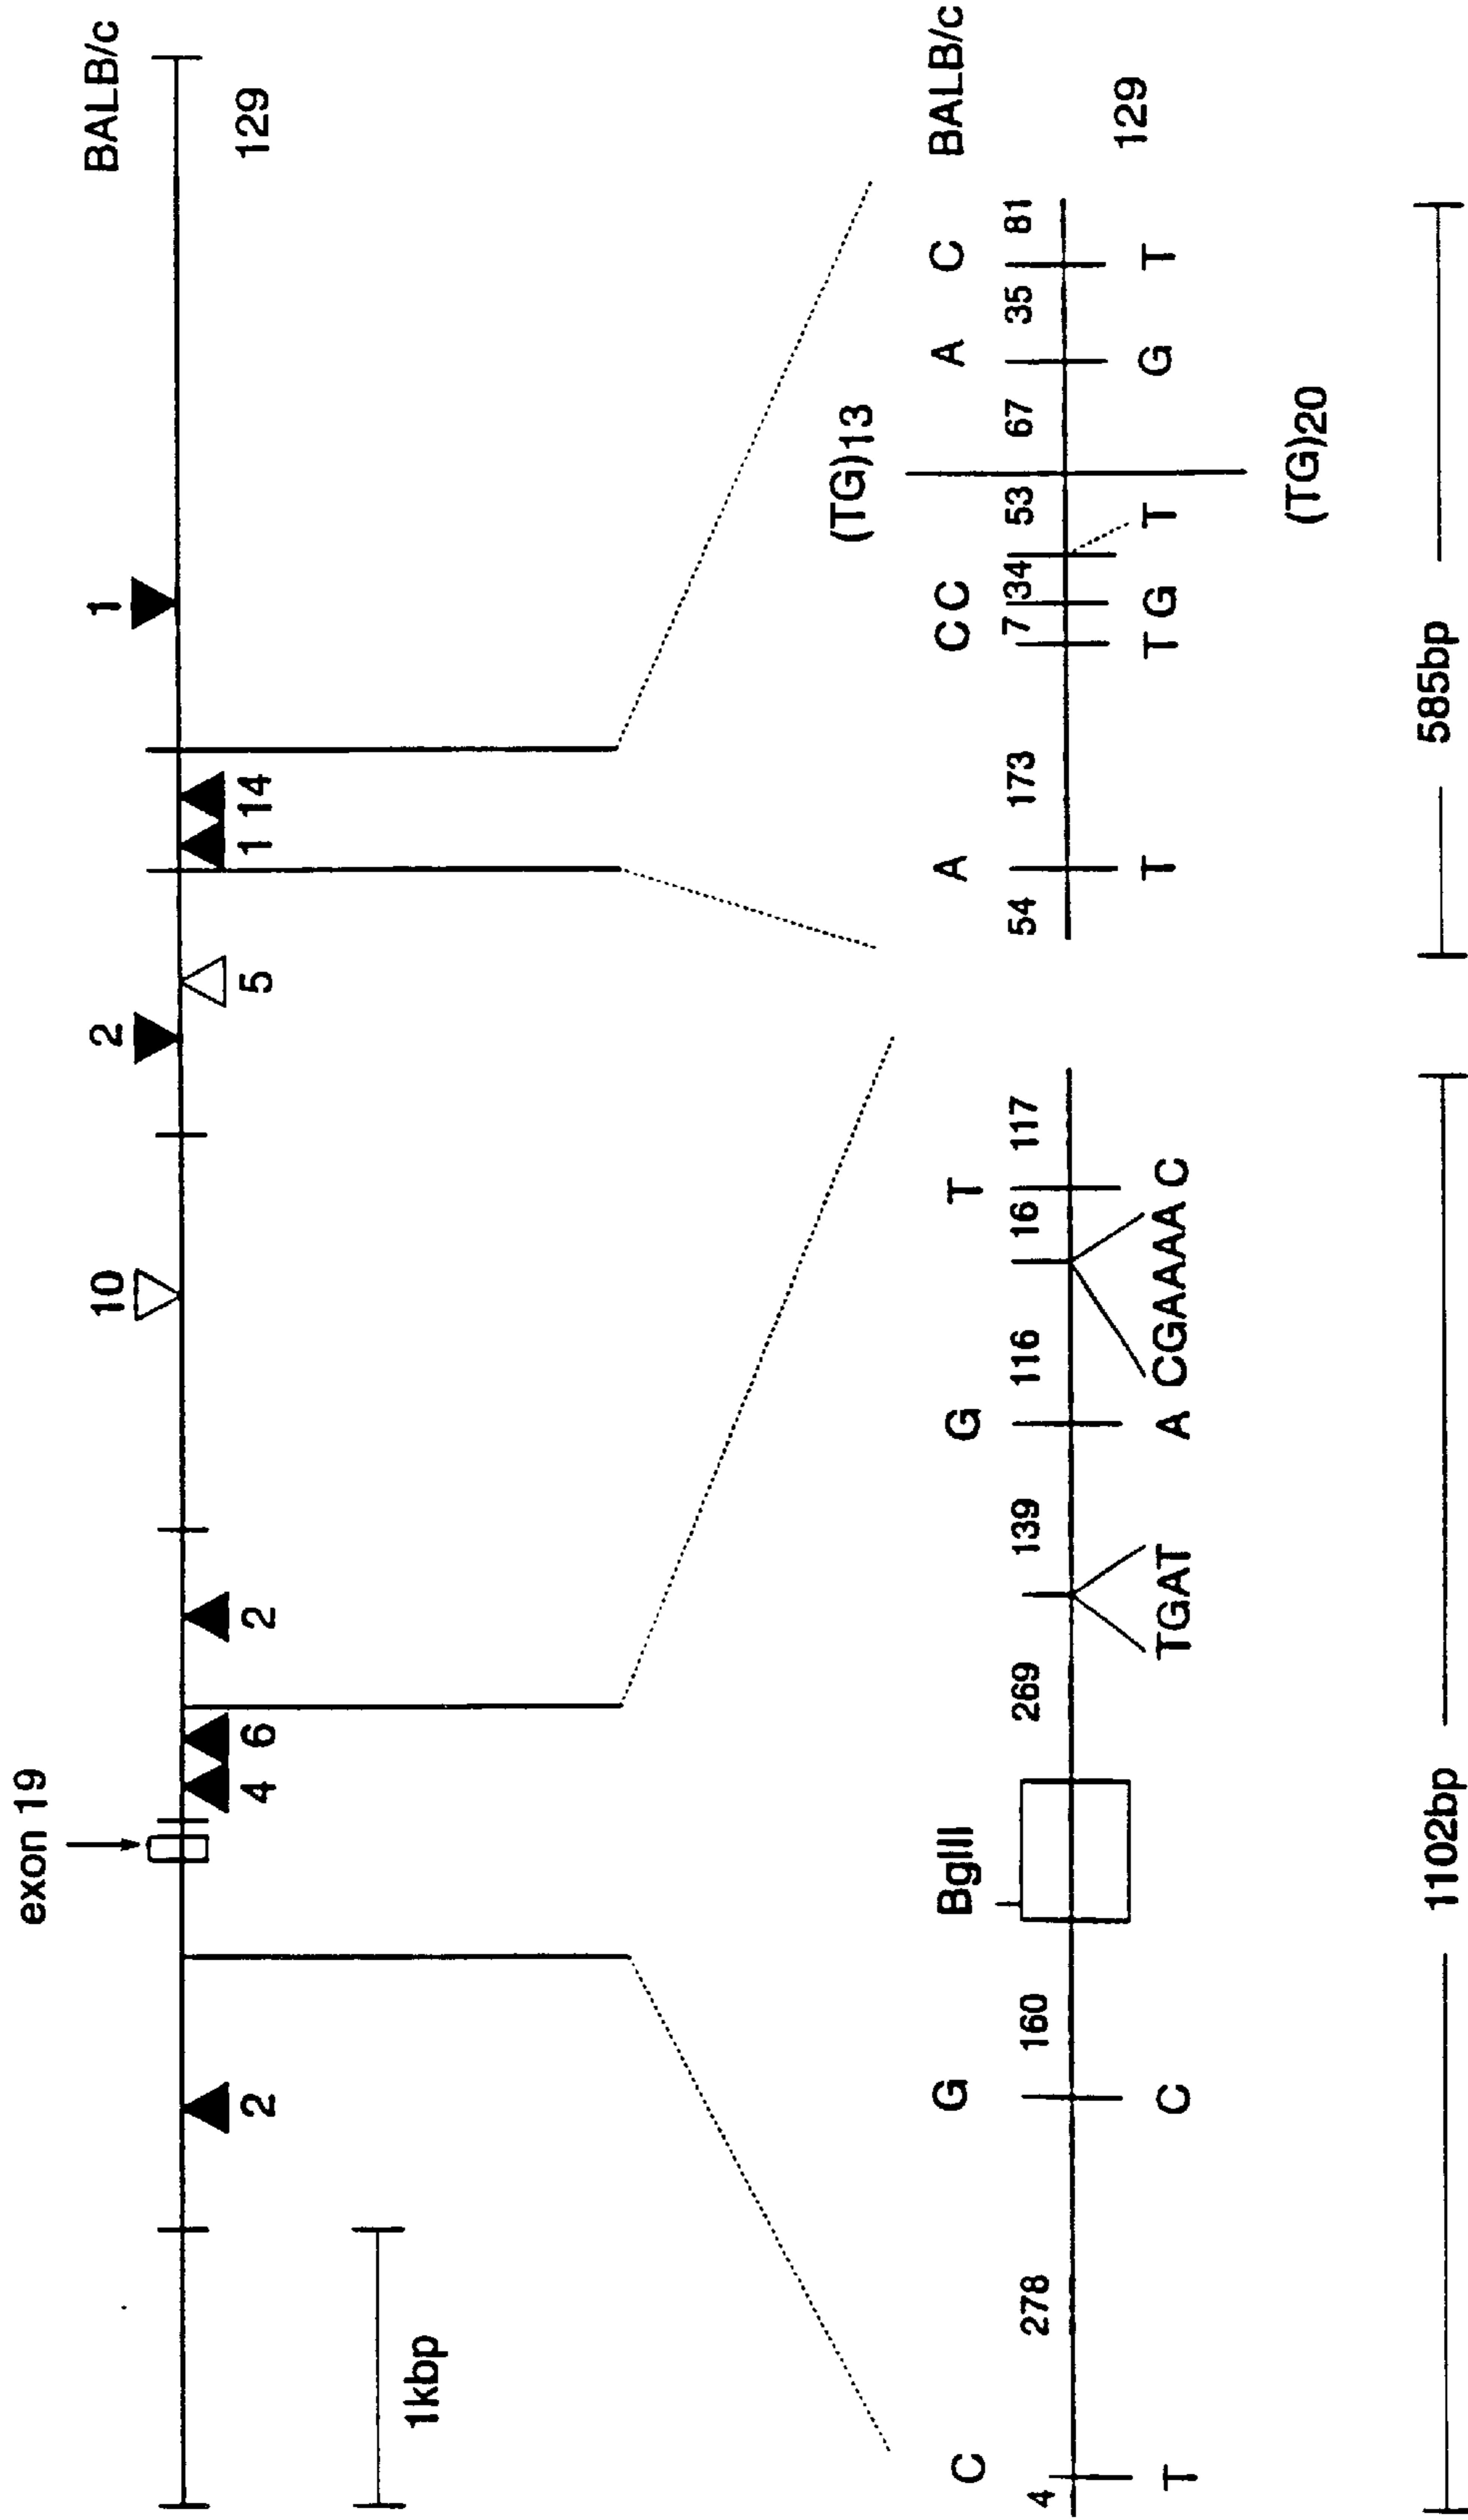 exon 19
BALB/c
2 4 6 2 10 2 5 1 14 1
129
1kbp
(TG)13
C G BglII G T A C C A C BALB/c
4 278 160 269 139 116 16 117 54 173 7 34 53 67 35 81
T C TGAT A CGAAAA C T T G T G T 129
(TG)20
1102bp 585bp